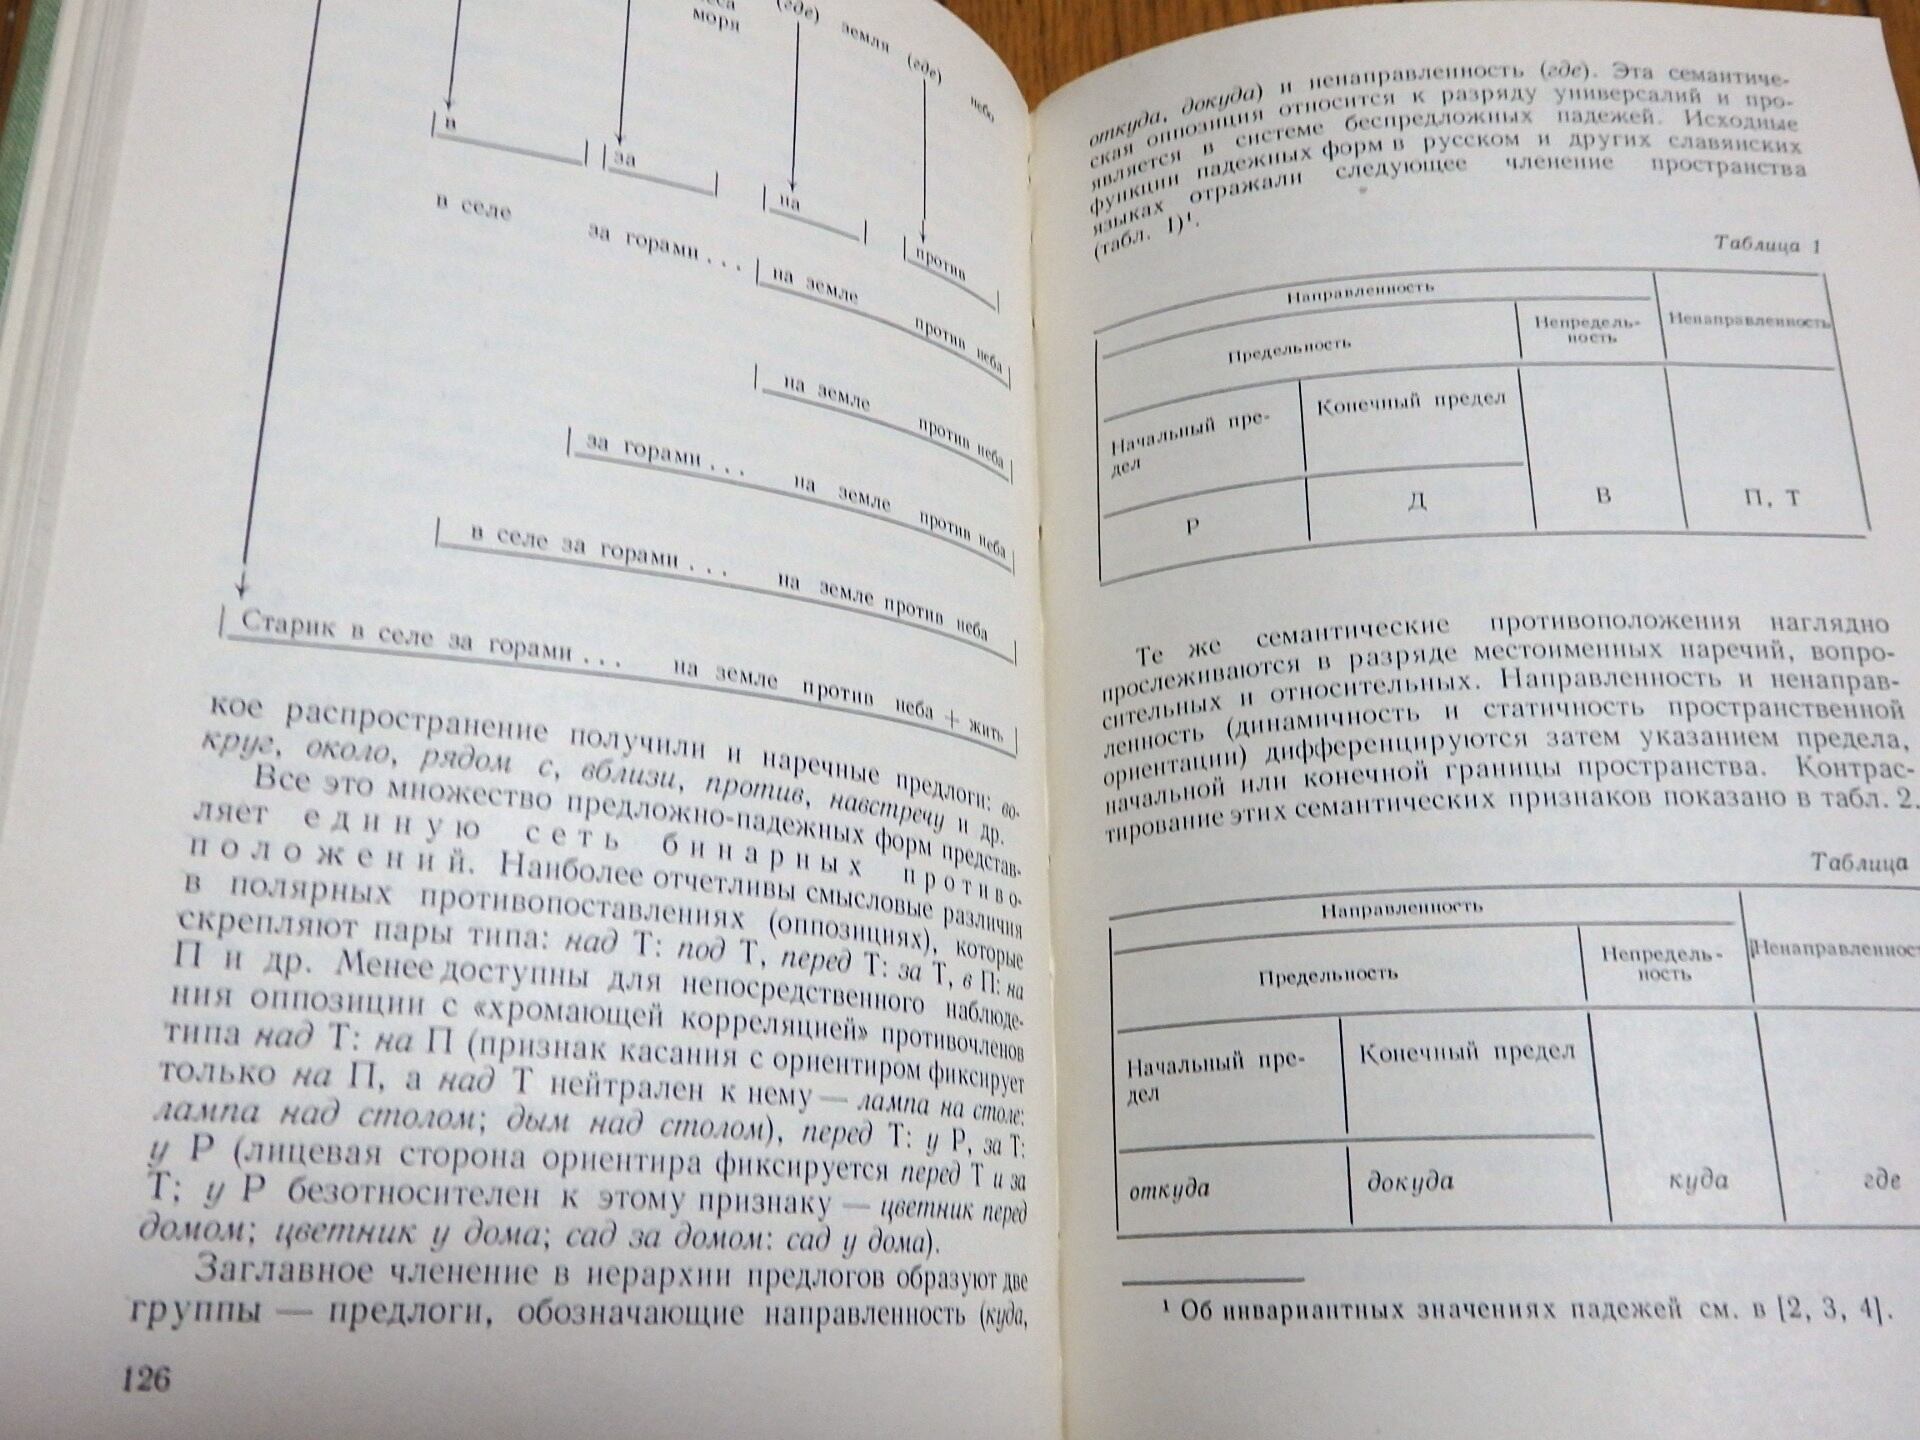 моря
(где)
земля
(где)
небо
в
за
на
против
в селе
за горами . . .
на земле
против неба
на земле
против неба
за горами . . . на земле против неба
в селе за горами . . . на земле против неба
Старик в селе за горами . . . на земле против неба + жить
кое распространение получили и наречные предлоги: во-
круг, около, рядом с, вблизи, против, навстречу и др.
Все это множество предложно-падежных форм представ-
ляет единую сеть бинарных противо-
положений. Наиболее отчетливы смысловые различия
в полярных противопоставлениях (оппозициях), которые
скрепляют пары типа: над Т: под Т, перед Т: за Т, в П: на
П и др. Менее доступны для непосредственного наблюде-
ния оппозиции с «хромающей корреляцией» противочленов
типа над Т: на П (признак касания с ориентиром фиксирует
только на П, а над Т нейтрален к нему — лампа на столе;
лампа над столом; дым над столом), перед Т: у Р, за Т:
у Р (лицевая сторона ориентира фиксируется перед Т и за
Т; у Р безотносителен к этому признаку — цветник перед
домом; цветник у дома; сад за домом: сад у дома).
Заглавное членение в иерархии предлогов образуют две
группы — предлоги, обозначающие направленность (куда,
126
откуда, докуда) и ненаправленность (где). Эта семантиче-
ская оппозиция относится к разряду универсалий и про-
является в системе беспредложных падежей. Исходные
функции падежных форм в русском и других славянских
языках отражали следующее членение пространства
(табл. 1)¹.
Таблица 1
Направленность
Ненаправленность
Предельность
Непредель-
ность
Начальный пре-
дел
Конечный предел
Р
Д
В
П, Т
Те же семантические противоположения наглядно
прослеживаются в разряде местоименных наречий, вопро-
сительных и относительных. Направленность и ненаправ-
ленность (динамичность и статичность пространственной
ориентации) дифференцируются затем указанием предела,
начальной или конечной границы пространства. Контрас-
тирование этих семантических признаков показано в табл. 2.
Таблица
Направленность
Ненаправленност
Предельность
Непредель-
ность
Начальный пре-
дел
Конечный предел
откуда
докуда
куда
где
¹ Об инвариантных значениях падежей см. в [2, 3, 4].